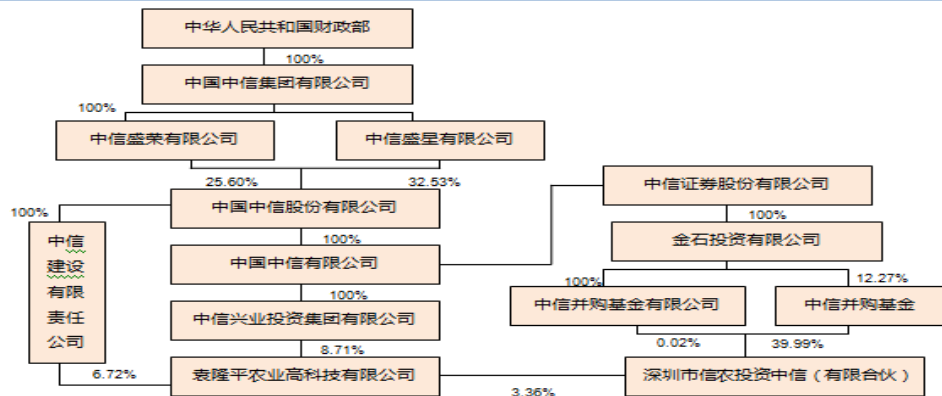 中华人民共和国财政部
100%
中国中信集团有限公司
100%
中信盛荣有限公司
中信盛星有限公司
25.60%
32.53%
中信证券股份有限公司
100%
中国中信股份有限公司
100%
中信
建设
有限
责任
公司
100%
金石投资有限公司
中国中信有限公司
100%
100%
12.27%
中信兴业投资集团有限公司
中信并购基金有限公司
中信并购基金
8.71%
0.02%
39.99%
6.72%
袁隆平农业高科技有限公司
3.36%
深圳市信农投资中信（有限合伙）